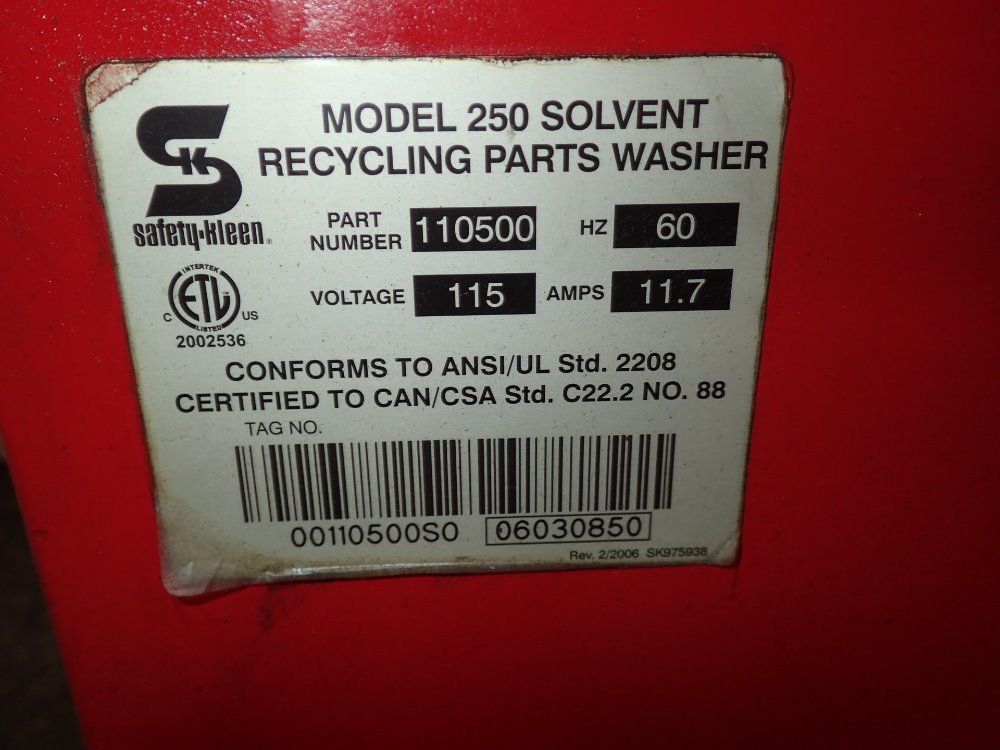 MODEL 250 SOLVENT
RECYCLING PARTS WASHER
SK
safety-kleen®
PART NUMBER 110500 HZ 60
VOLTAGE 115 AMPS 11.7
INTERTEK
C ETL US
LISTED
2002536
CONFORMS TO ANSI/UL Std. 2208
CERTIFIED TO CAN/CSA Std. C22.2 NO. 88
TAG NO.
00110500S0 06030850
Rev. 2/2006 SK975938